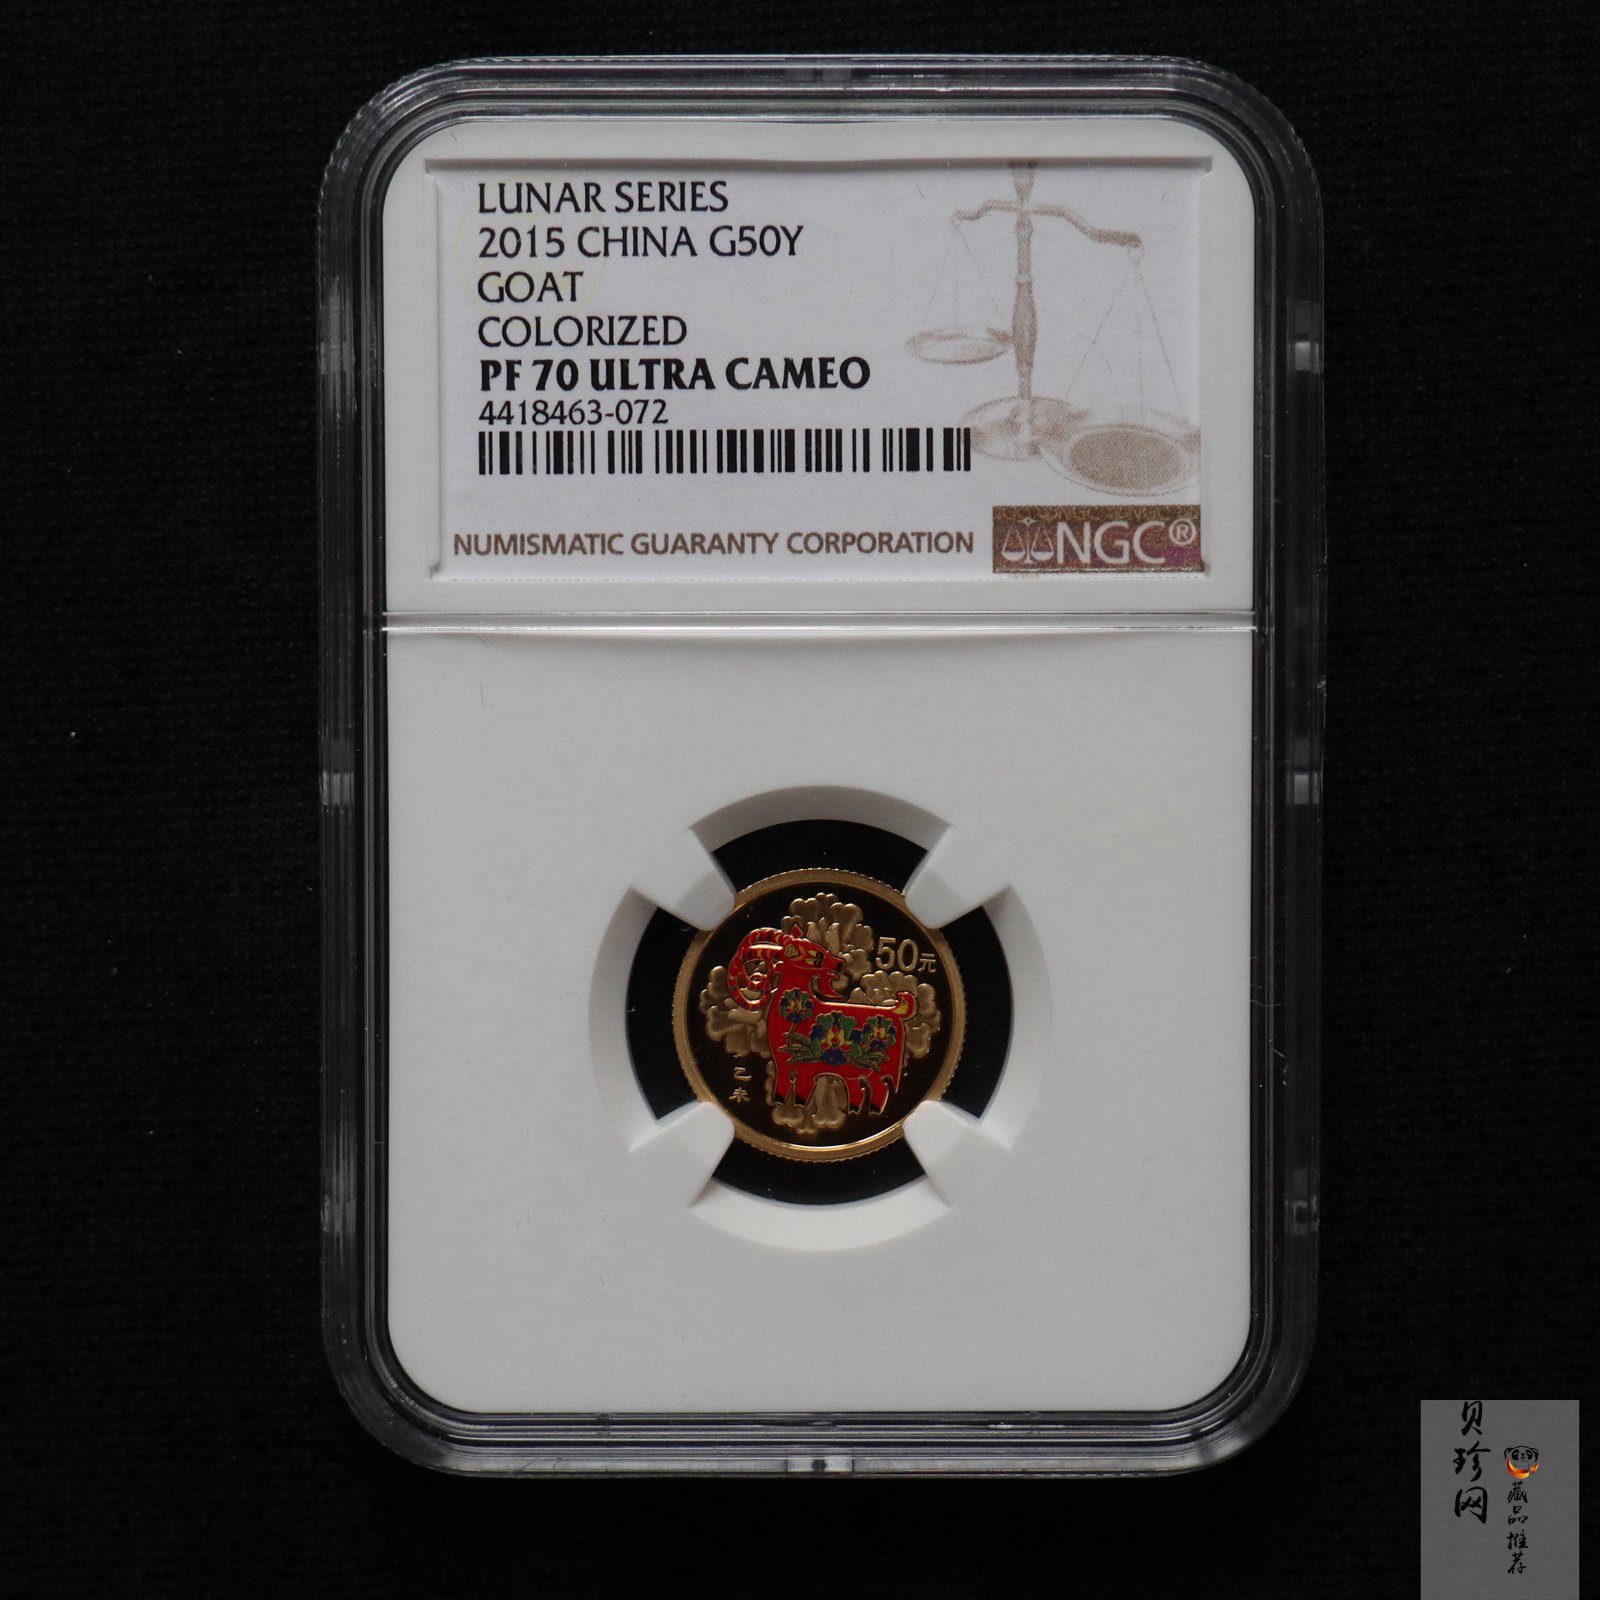 LUNAR SERIES
2015 CHINA G50Y
GOAT
COLORIZED
PF 70 ULTRA CAMEO
4418463-072
NUMISMATIC GUARANTY CORPORATION
NGC®
50元
乙未
贝珍网
藏品推荐